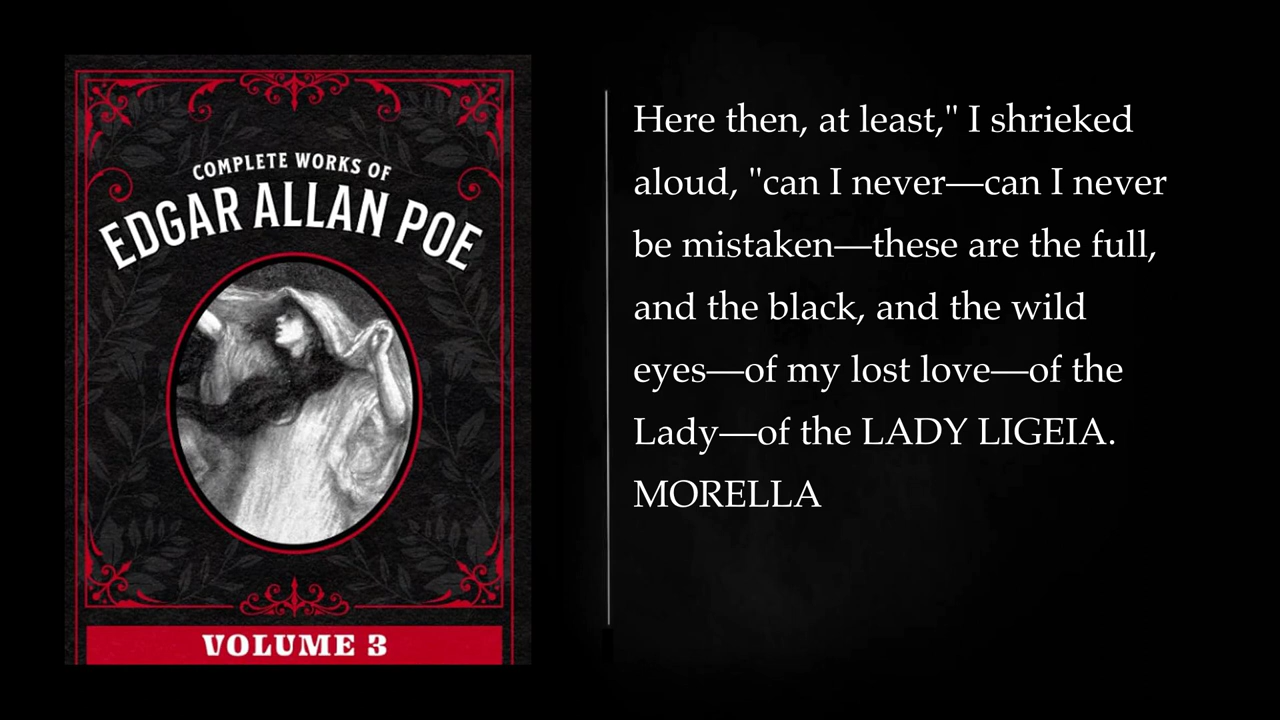 COMPLETE WORKS OF
EDGAR ALLAN POE
VOLUME 3
Here then, at least," I shrieked
aloud, "can I never—can I never
be mistaken—these are the full,
and the black, and the wild
eyes—of my lost love—of the
Lady—of the LADY LIGEIA.
MORELLA